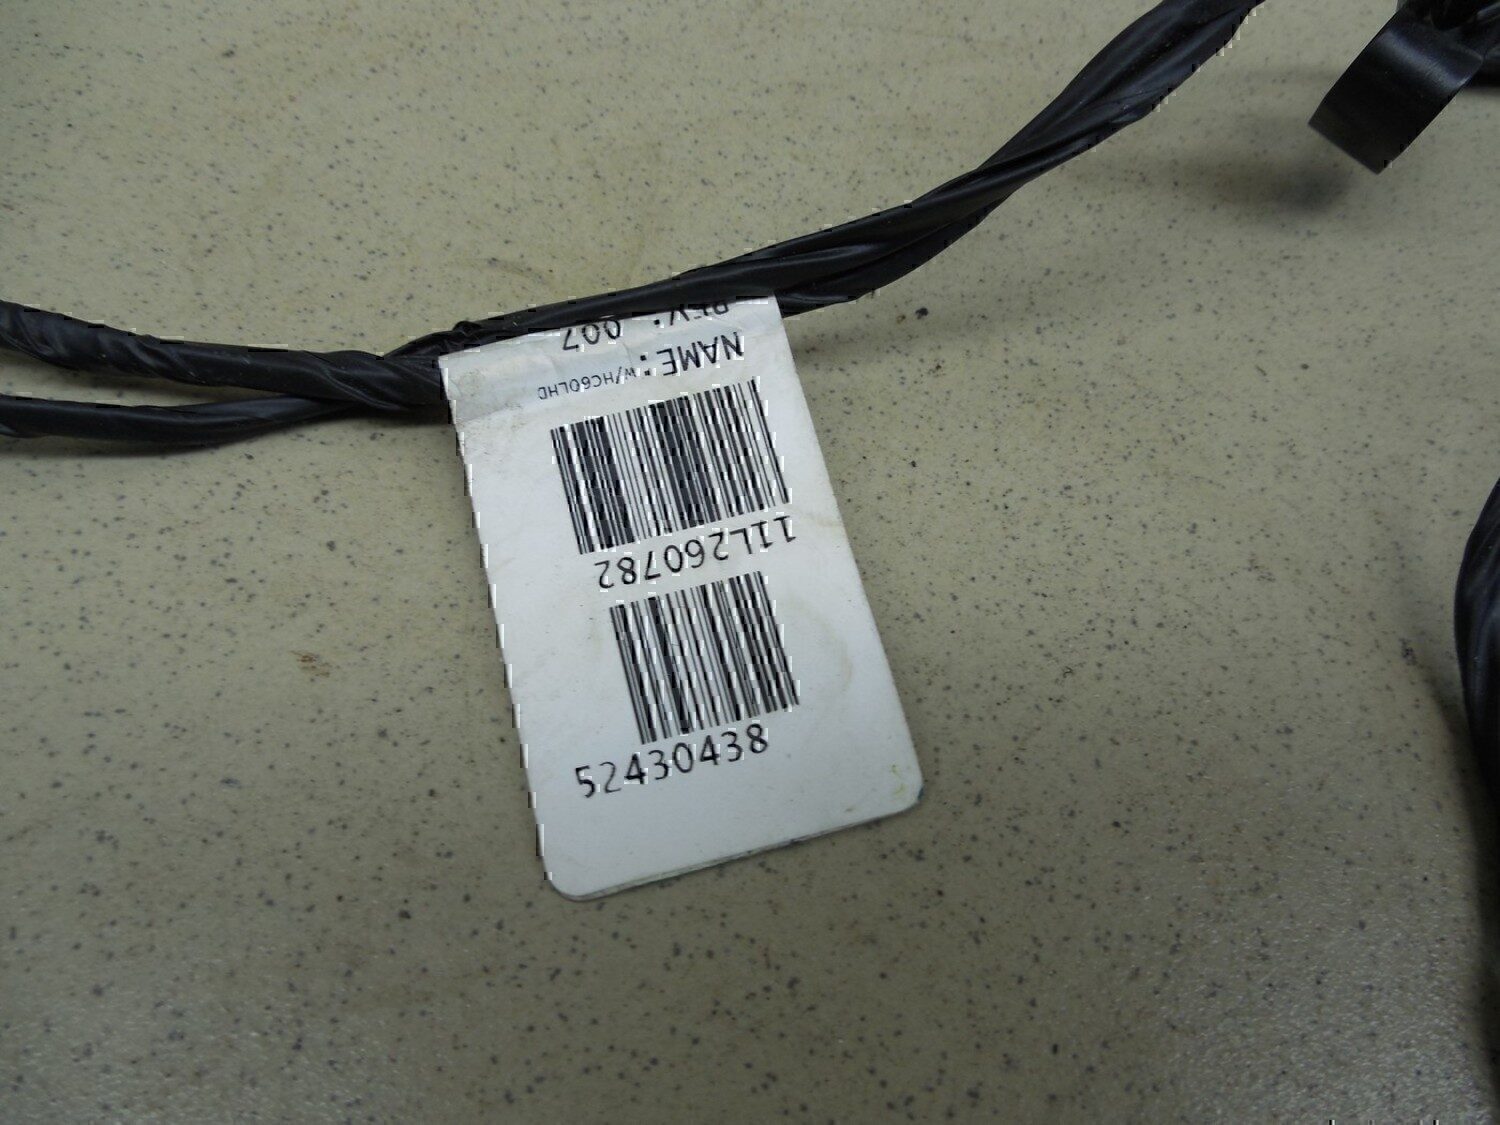 11L260782
NAME: W/HC60LHD
REV: 007
52430438